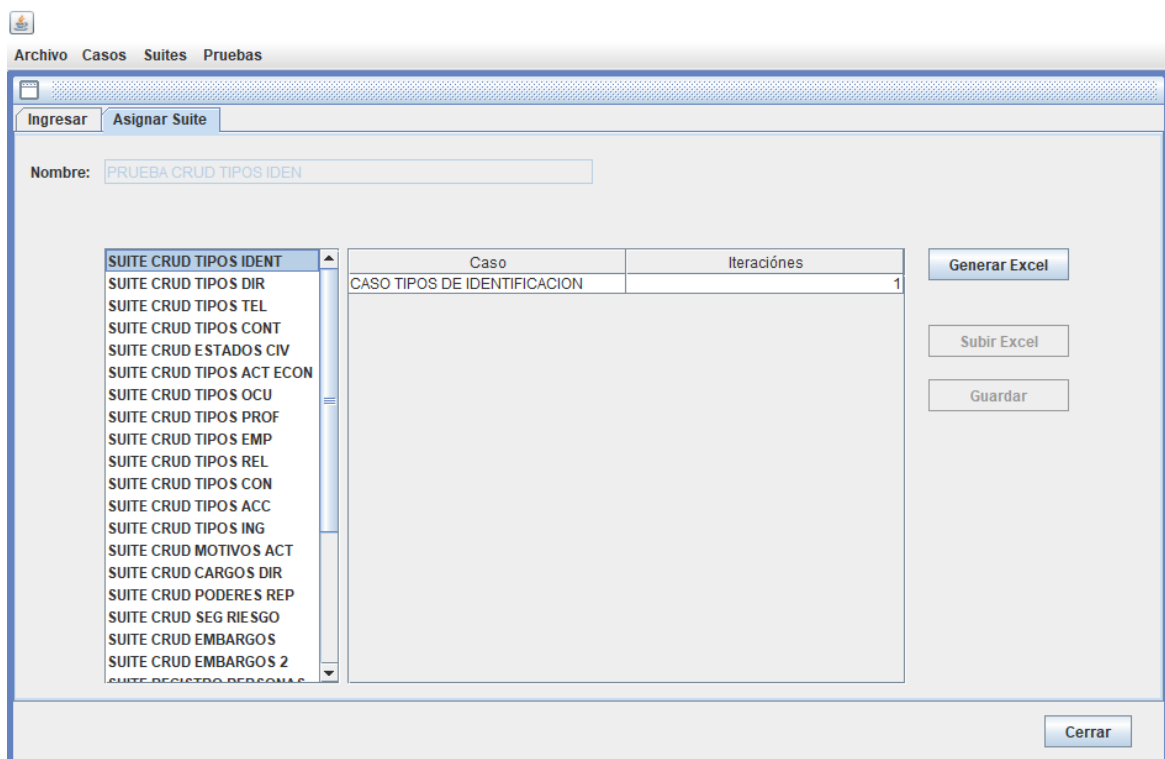 Archivo Casos Suites Pruebas
Ingresar Asignar Suite
Nombre: PRUEBA CRUD TIPOS IDEN
SUITE CRUD TIPOS IDENT
SUITE CRUD TIPOS DIR
SUITE CRUD TIPOS TEL
SUITE CRUD TIPOS CONT
SUITE CRUD ESTADOS CIV
SUITE CRUD TIPOS ACT ECON
SUITE CRUD TIPOS OCU
SUITE CRUD TIPOS PROF
SUITE CRUD TIPOS EMP
SUITE CRUD TIPOS REL
SUITE CRUD TIPOS CON
SUITE CRUD TIPOS ACC
SUITE CRUD TIPOS ING
SUITE CRUD MOTIVOS ACT
SUITE CRUD CARGOS DIR
SUITE CRUD PODERES REP
SUITE CRUD SEG RIESGO
SUITE CRUD EMBARGOS
SUITE CRUD EMBARGOS 2
SUITE REGISTRO PERSONAS
Caso Iteraciónes
CASO TIPOS DE IDENTIFICACION 1
Generar Excel
Subir Excel
Guardar
Cerrar